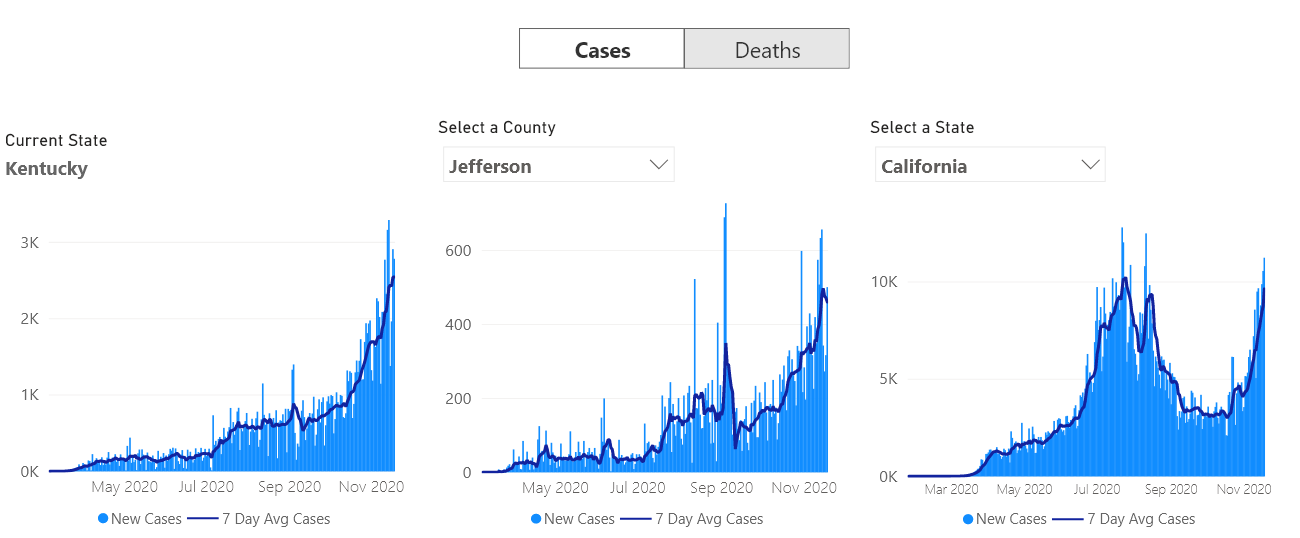 Cases Deaths
Current State
Kentucky
Select a County
Jefferson
Select a State
California
3K
2K
1K
0K
May 2020 Jul 2020 Sep 2020 Nov 2020
New Cases 7 Day Avg Cases
600
400
200
0
May 2020 Jul 2020 Sep 2020 Nov 2020
New Cases 7 Day Avg Cases
10K
5K
0K
Mar 2020 May 2020 Jul 2020 Sep 2020 Nov 2020
New Cases 7 Day Avg Cases